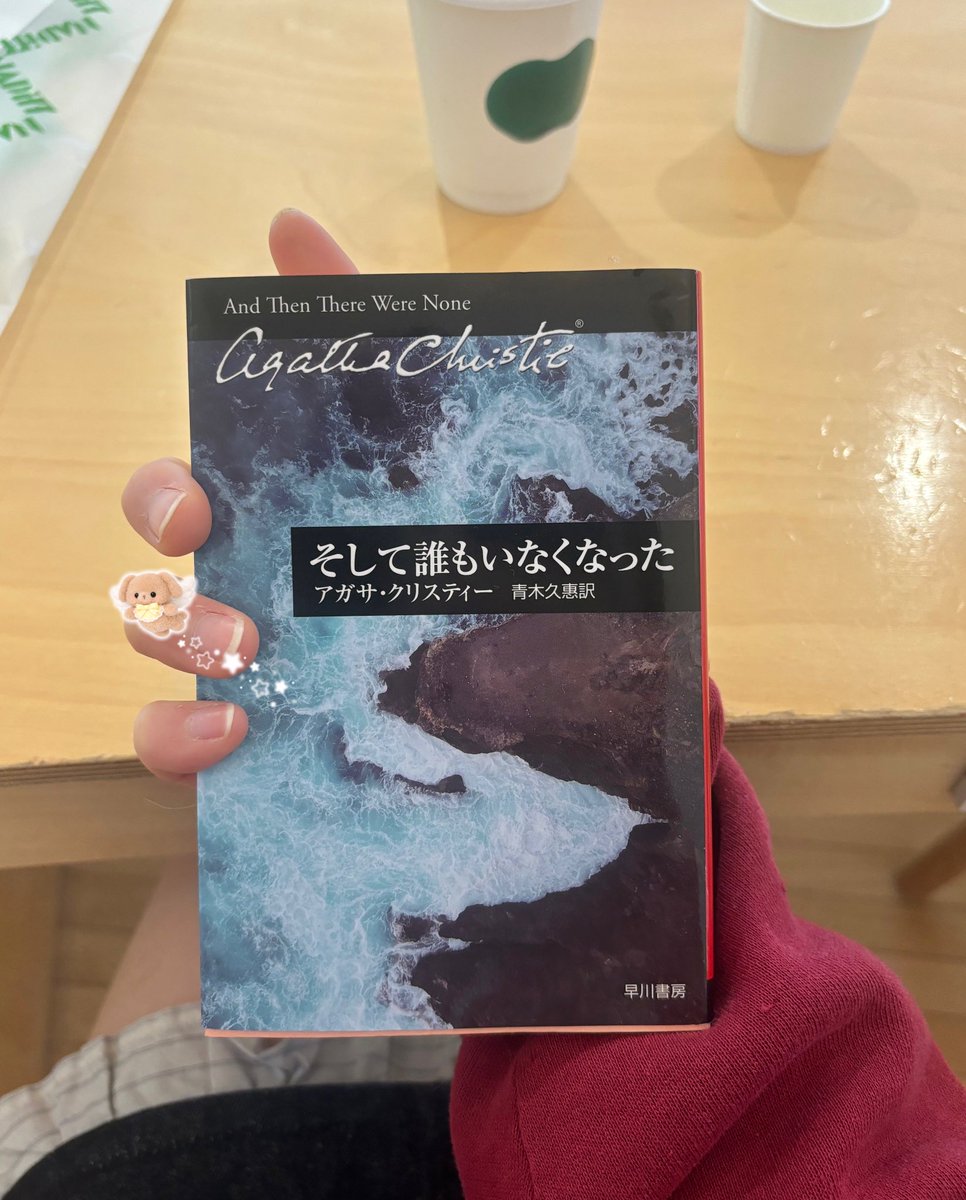 And Then There Were None
Agatha Christie®
そして誰もいなくなった
アガサ・クリスティー 青木久惠訳
早川書房